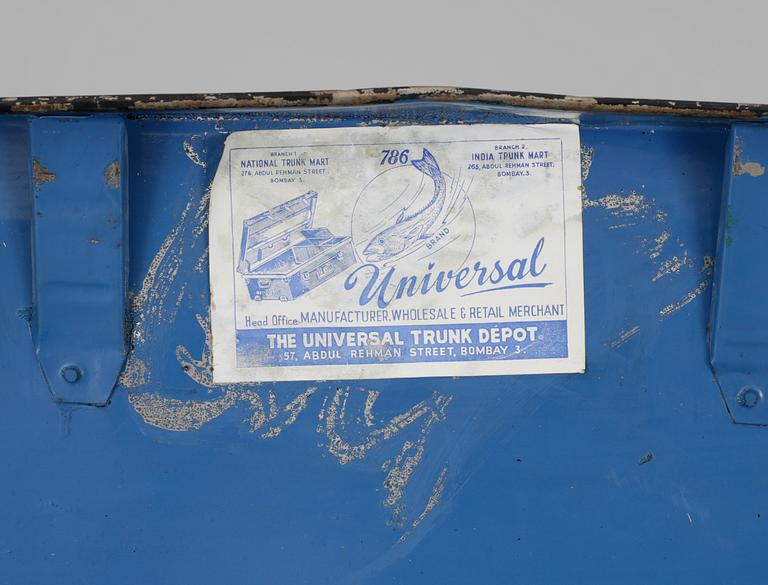 BRANCH 1.
NATIONAL TRUNK MART
276, ABDUL REHMAN STREET
BOMBAY 3.
786
BRANCH 2.
INDIA TRUNK MART
265, ABDUL REHMAN STREET,
BOMBAY.3.
BRAND
Universal
Head Office. MANUFACTURER, WHOLESALE & RETAIL MERCHANT
THE UNIVERSAL TRUNK DEPOT.
57, ABDUL REHMAN STREET, BOMBAY 3.